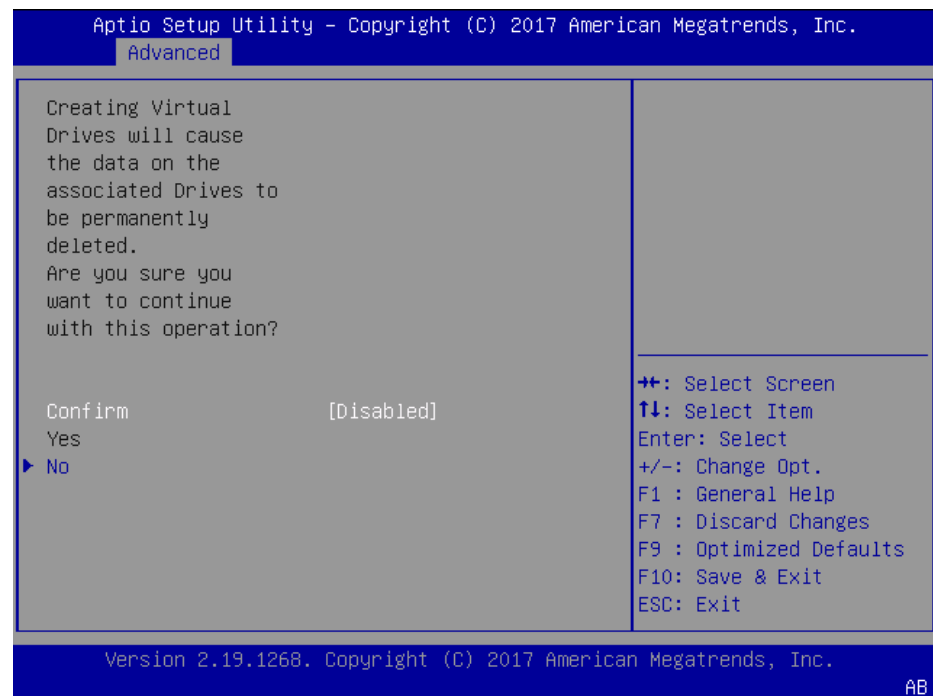 Aptio Setup Utility – Copyright (C) 2017 American Megatrends, Inc.
Advanced
Creating Virtual
Drives will cause
the data on the
associated Drives to
be permanently
deleted.
Are you sure you
want to continue
with this operation?
Confirm [Disabled]
Yes
► No
→←: Select Screen
↑↓: Select Item
Enter: Select
+/-: Change Opt.
F1 : General Help
F7 : Discard Changes
F9 : Optimized Defaults
F10: Save & Exit
ESC: Exit
Version 2.19.1268. Copyright (C) 2017 American Megatrends, Inc.
AB